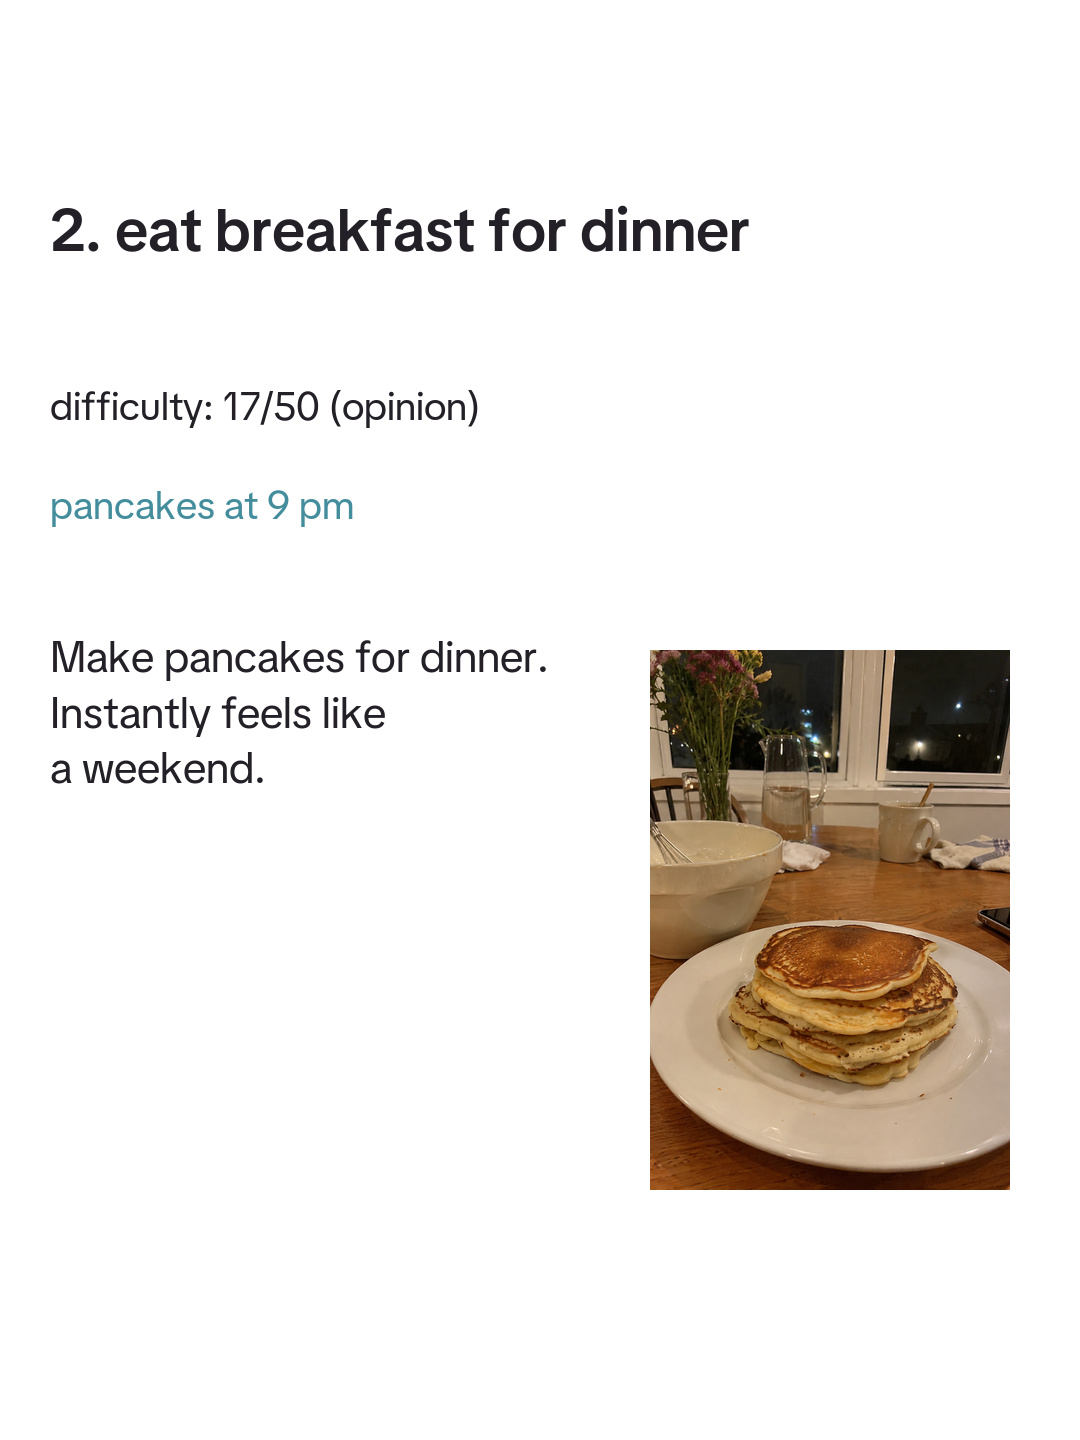 2. eat breakfast for dinner
difficulty: 17/50 (opinion)
pancakes at 9 pm
Make pancakes for dinner.
Instantly feels like
a weekend.